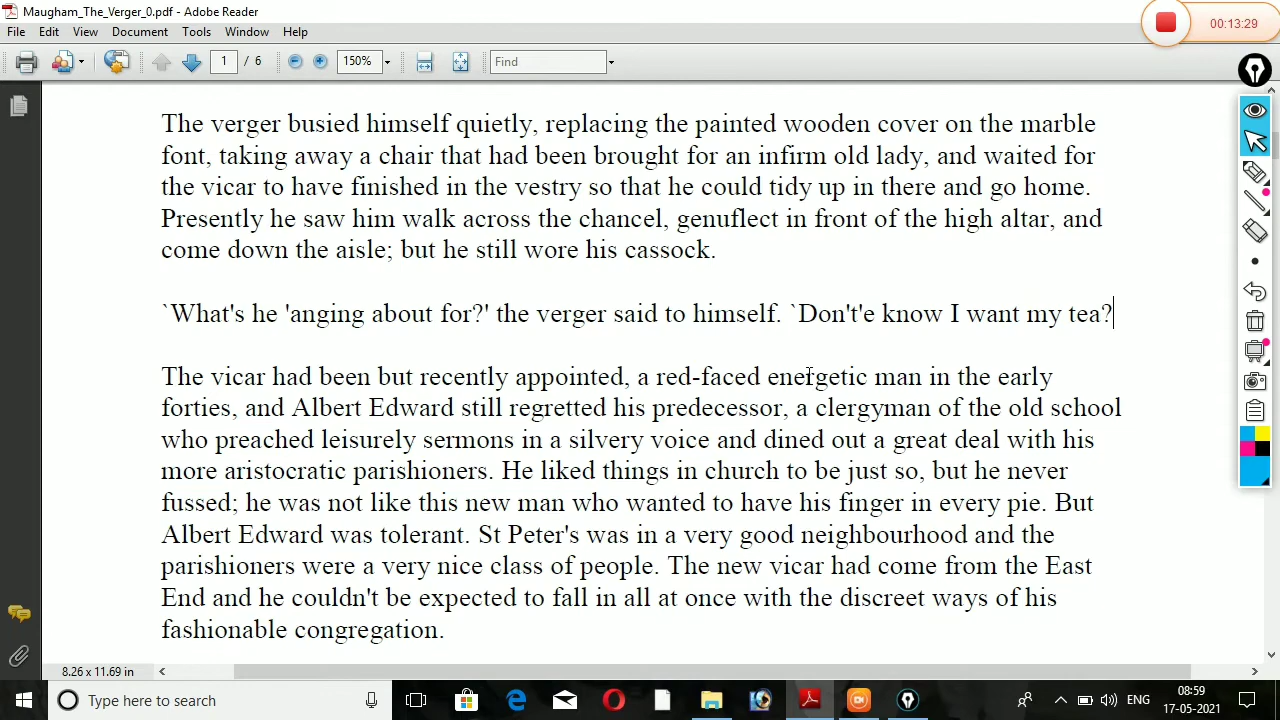 Maugham_The_Verger_0.pdf - Adobe Reader
00:13:29
File Edit View Document Tools Window Help
1 / 6 150% Find
The verger busied himself quietly, replacing the painted wooden cover on the marble
font, taking away a chair that had been brought for an infirm old lady, and waited for
the vicar to have finished in the vestry so that he could tidy up in there and go home.
Presently he saw him walk across the chancel, genuflect in front of the high altar, and
come down the aisle; but he still wore his cassock.
`What's he 'anging about for?' the verger said to himself. `Don't'e know I want my tea?
The vicar had been but recently appointed, a red-faced energetic man in the early
forties, and Albert Edward still regretted his predecessor, a clergyman of the old school
who preached leisurely sermons in a silvery voice and dined out a great deal with his
more aristocratic parishioners. He liked things in church to be just so, but he never
fussed; he was not like this new man who wanted to have his finger in every pie. But
Albert Edward was tolerant. St Peter's was in a very good neighbourhood and the
parishioners were a very nice class of people. The new vicar had come from the East
End and he couldn't be expected to fall in all at once with the discreet ways of his
fashionable congregation.
8.26 x 11.69 in
Type here to search
ENG
08:59
17-05-2021